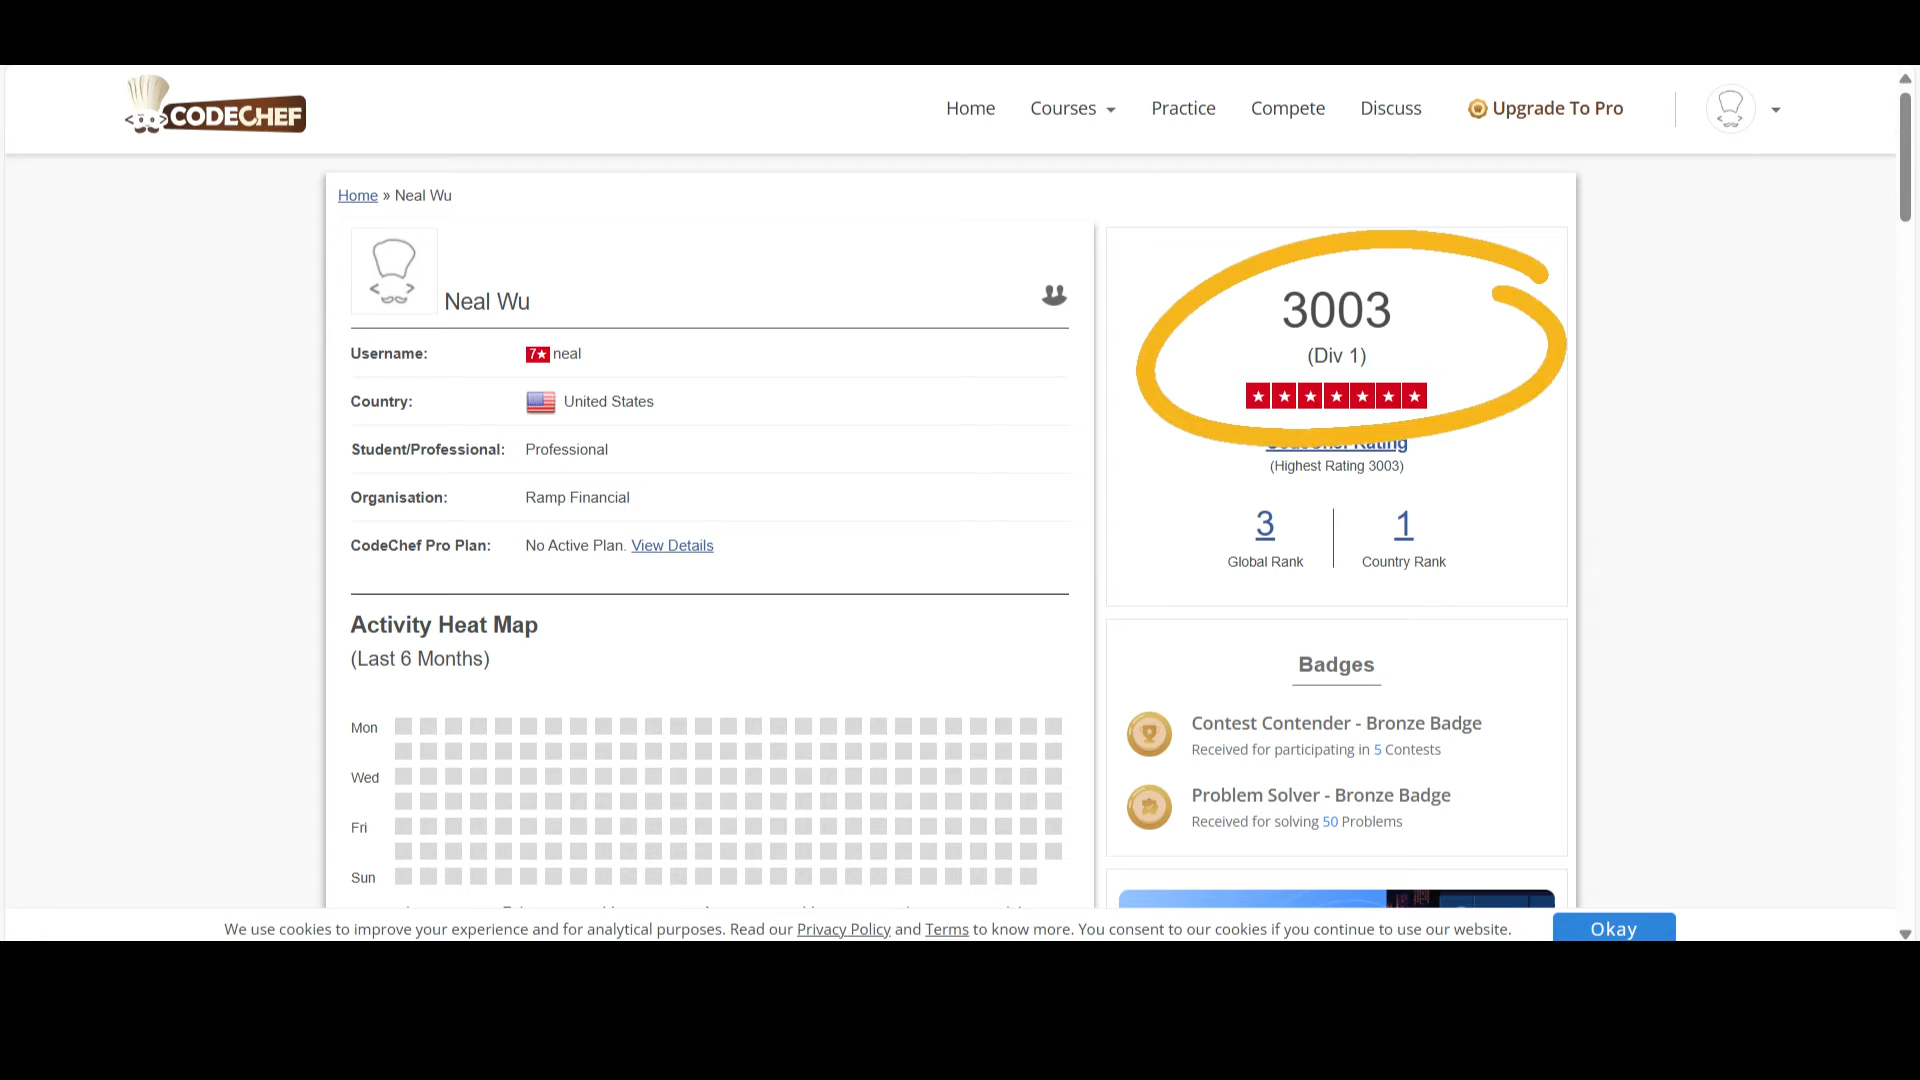 CODECHEF
Home
Courses
Practice
Compete
Discuss
Upgrade To Pro
Home » Neal Wu
Neal Wu
Username: 7★ neal
Country: United States
Student/Professional: Professional
Organisation: Ramp Financial
CodeChef Pro Plan: No Active Plan. View Details
Activity Heat Map
(Last 6 Months)
Mon
Wed
Fri
Sun
3003
(Div 1)
★★★★★★★
Rating
(Highest Rating 3003)
3
Global Rank
1
Country Rank
Badges
Contest Contender - Bronze Badge
Received for participating in 5 Contests
Problem Solver - Bronze Badge
Received for solving 50 Problems
We use cookies to improve your experience and for analytical purposes. Read our Privacy Policy and Terms to know more. You consent to our cookies if you continue to use our website.
Okay